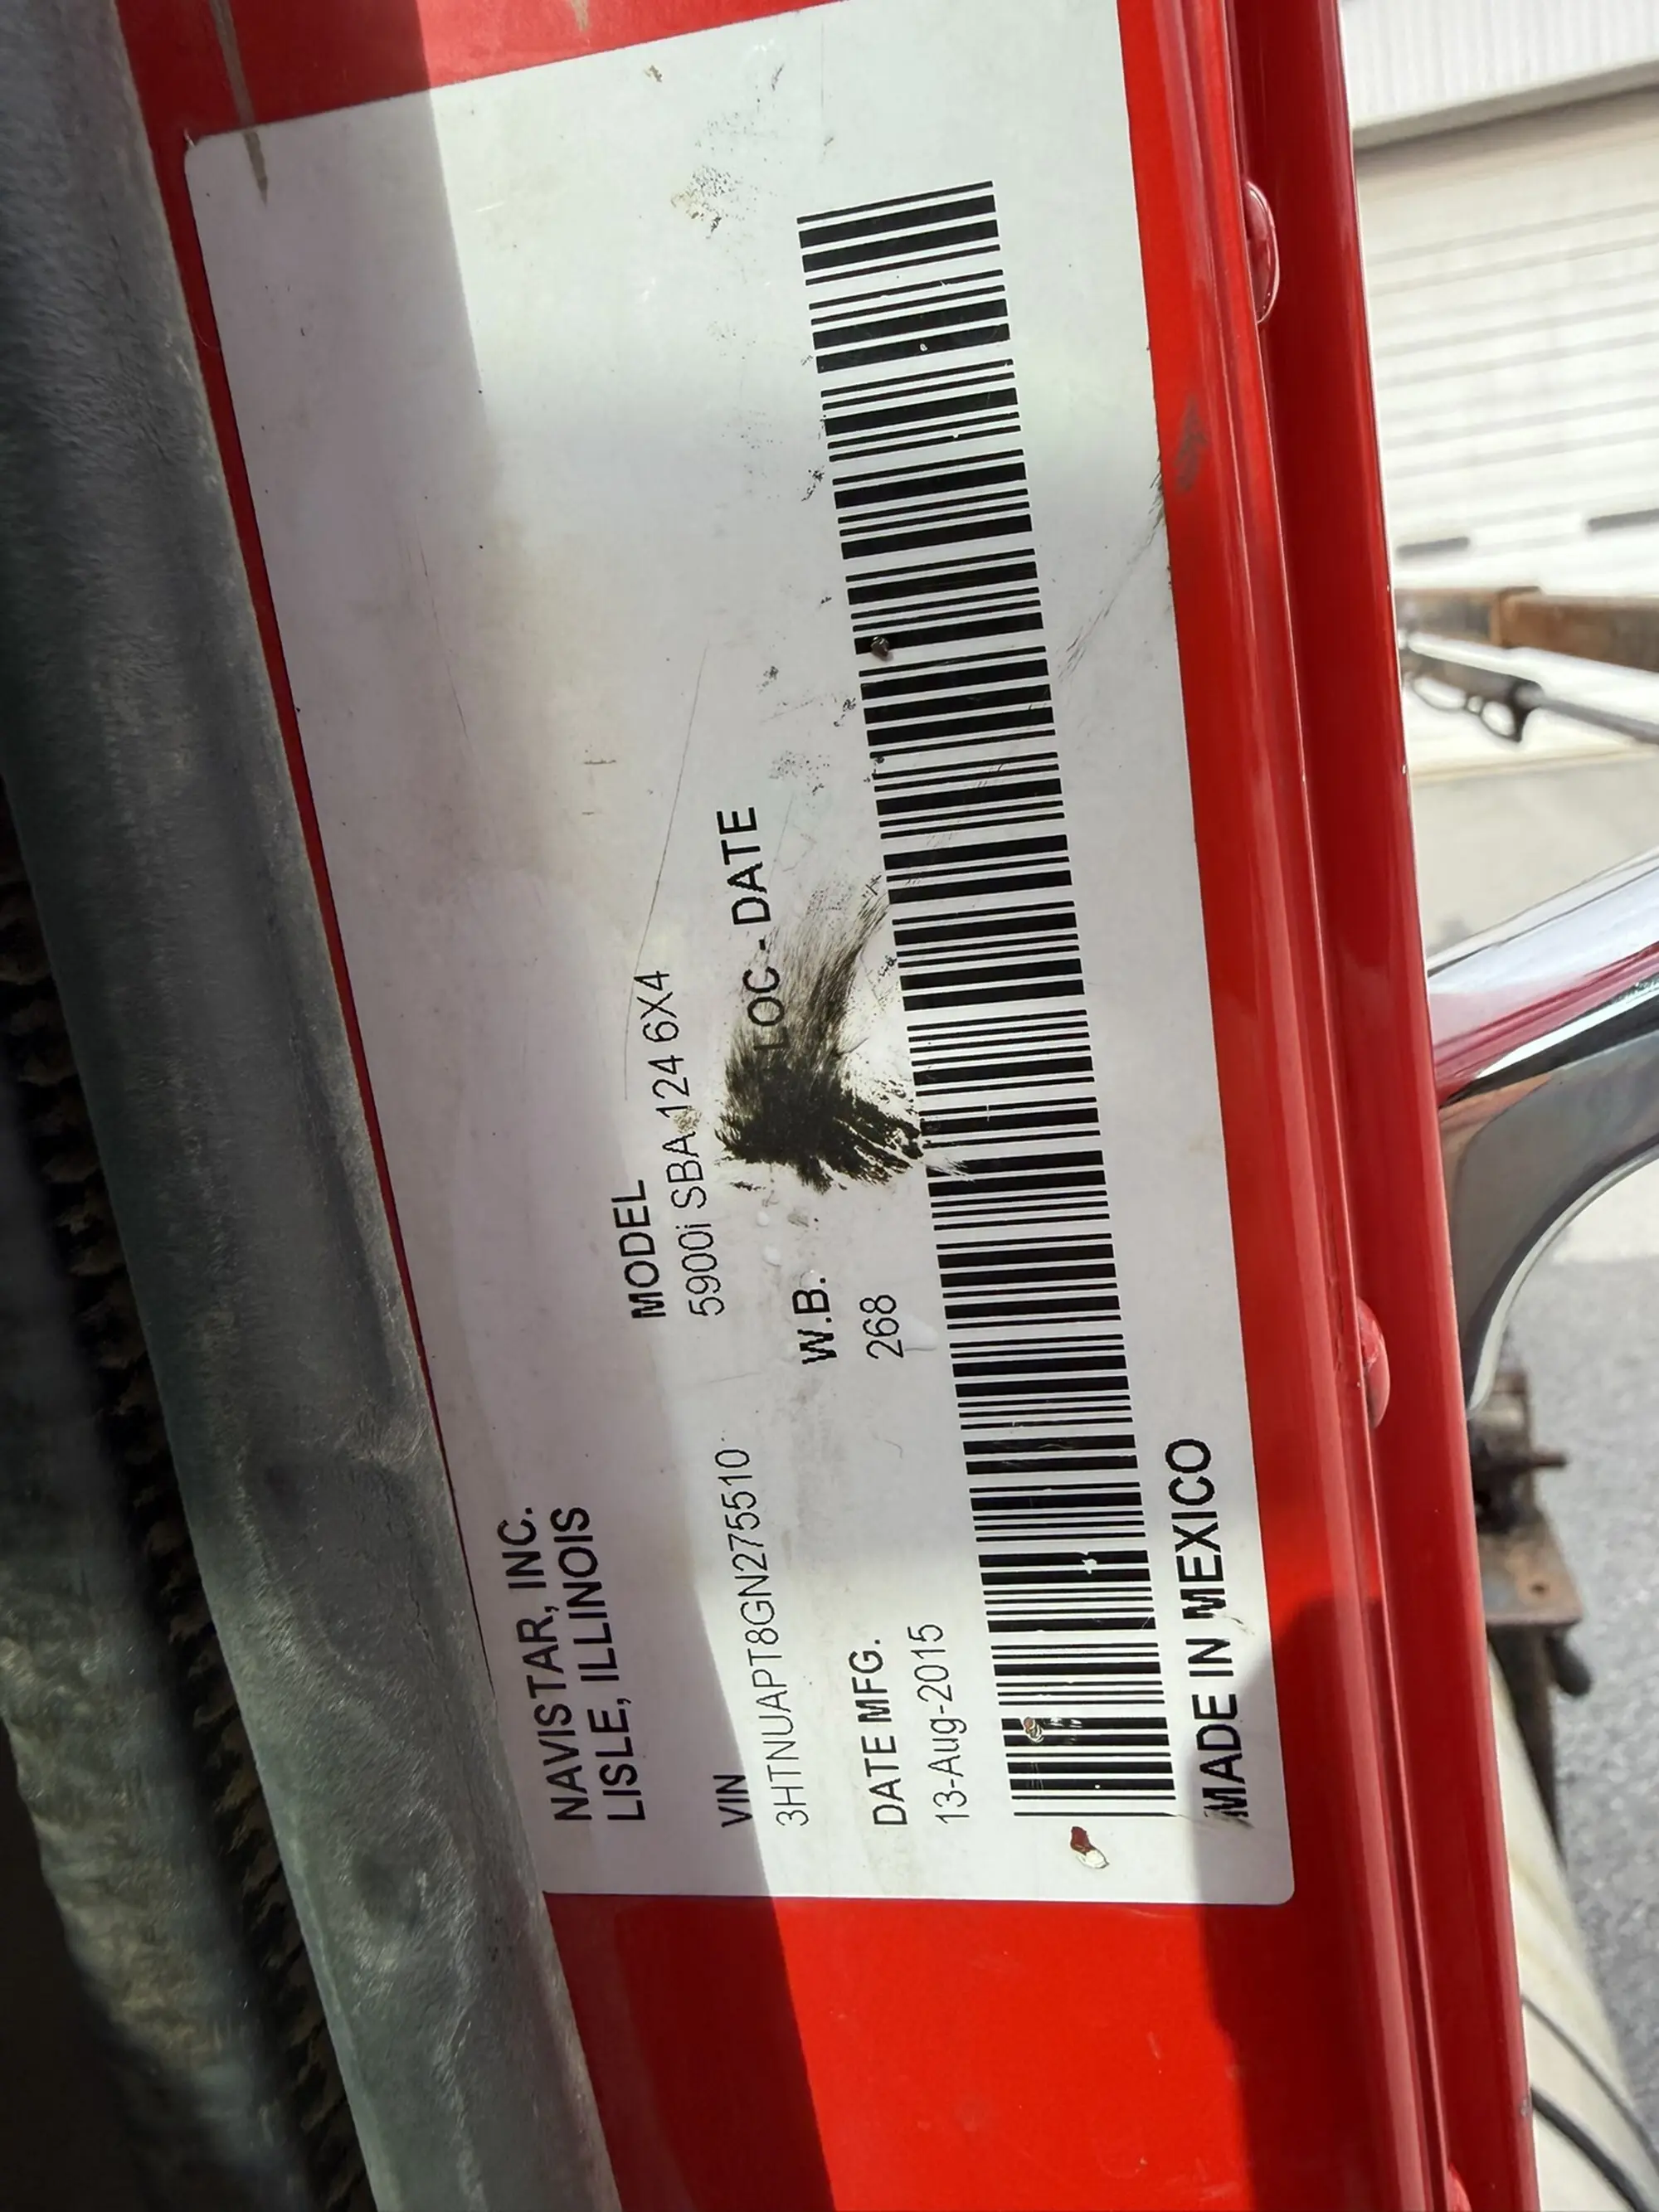 NAVISTAR, INC.
LISLE, ILLINOIS
VIN
3HTNUAPT8GN275510
MODEL
5900i SBA 124 6X4
DATE MFG.
13-Aug-2015
W.B.
268
LOC - DATE
MADE IN MEXICO